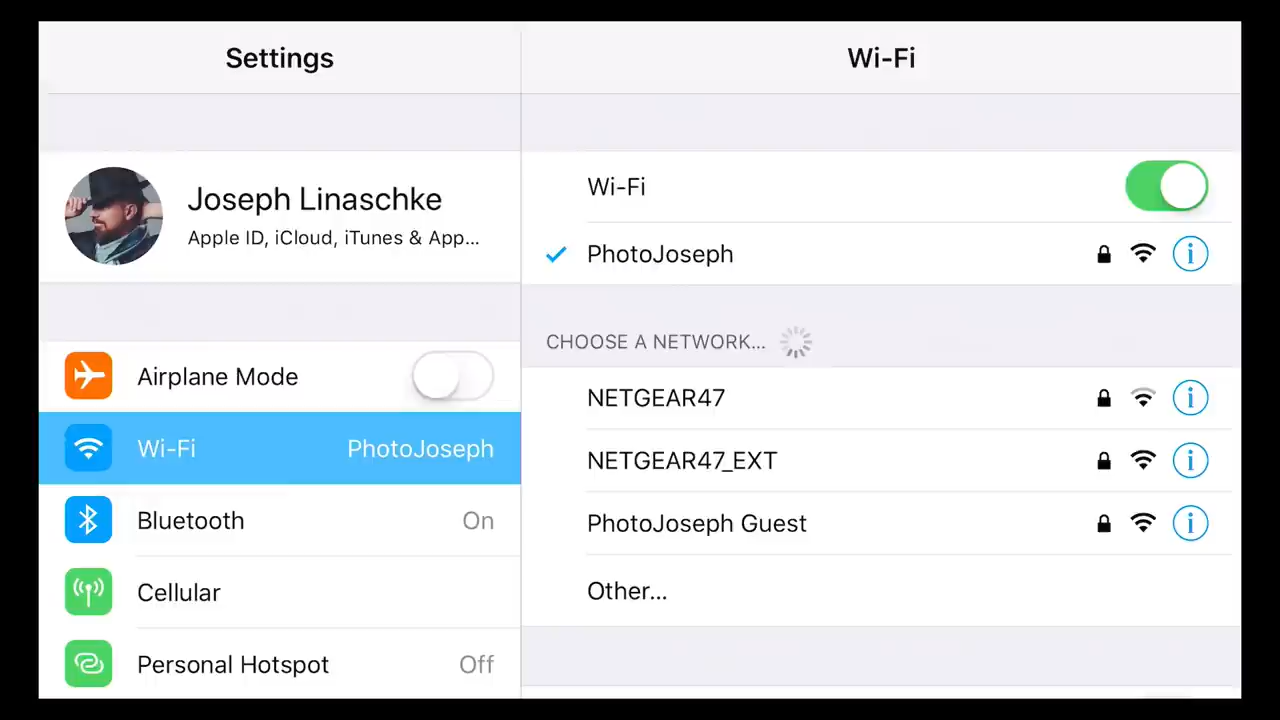 Settings
Joseph Linaschke
Apple ID, iCloud, iTunes & App...
Airplane Mode
Wi-Fi PhotoJoseph
Bluetooth On
Cellular
Personal Hotspot Off
Wi-Fi
Wi-Fi
PhotoJoseph
CHOOSE A NETWORK...
NETGEAR47
NETGEAR47_EXT
PhotoJoseph Guest
Other...